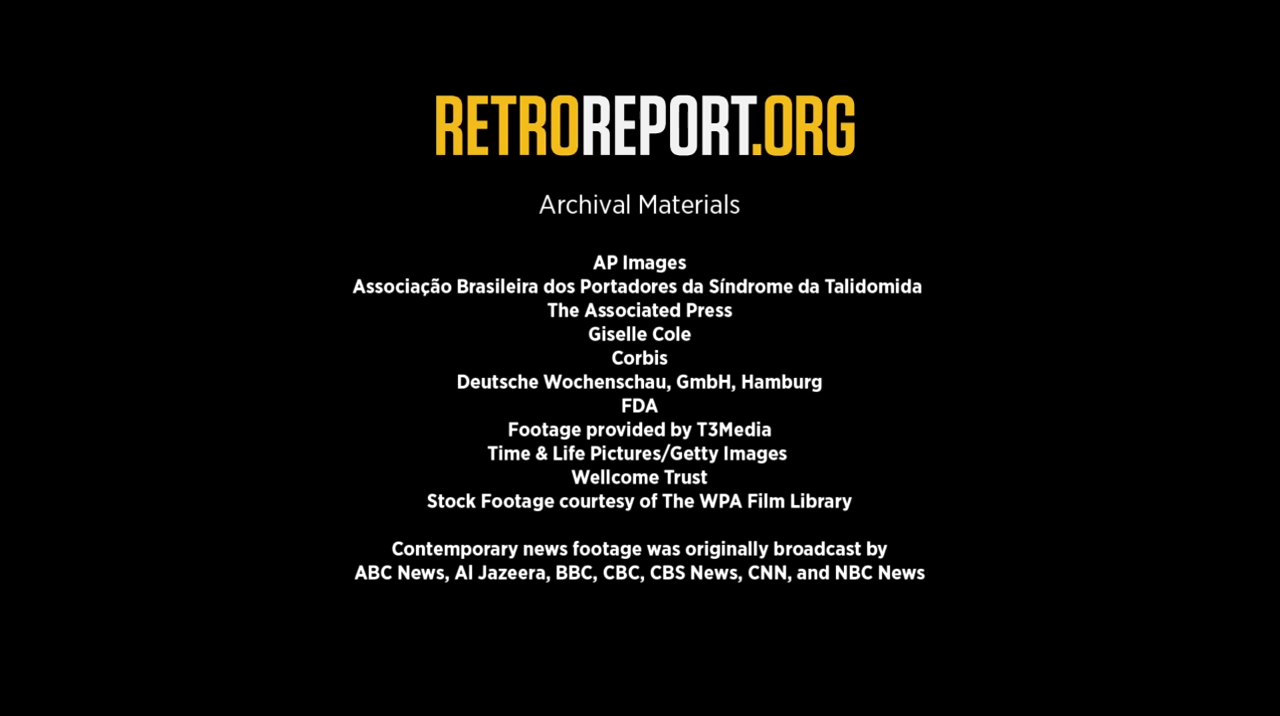 RETROREPORT.ORG
Archival Materials
AP Images
Associação Brasileira dos Portadores da Síndrome da Talidomida
The Associated Press
Giselle Cole
Corbis
Deutsche Wochenschau, GmbH, Hamburg
FDA
Footage provided by T3Media
Time & Life Pictures/Getty Images
Wellcome Trust
Stock Footage courtesy of The WPA Film Library
Contemporary news footage was originally broadcast by
ABC News, Al Jazeera, BBC, CBC, CBS News, CNN, and NBC News